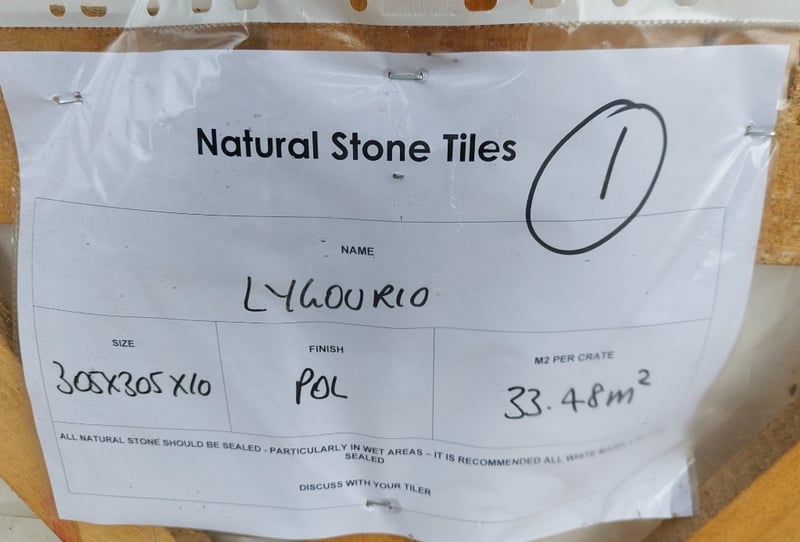 Natural Stone Tiles
1
NAME
LYGOURIO
SIZE
305X305X10
FINISH
POL
M2 PER CRATE
33.48m²
ALL NATURAL STONE SHOULD BE SEALED - PARTICULARLY IN WET AREAS – IT IS RECOMMENDED ALL WHITE
SEALED
DISCUSS WITH YOUR TILER